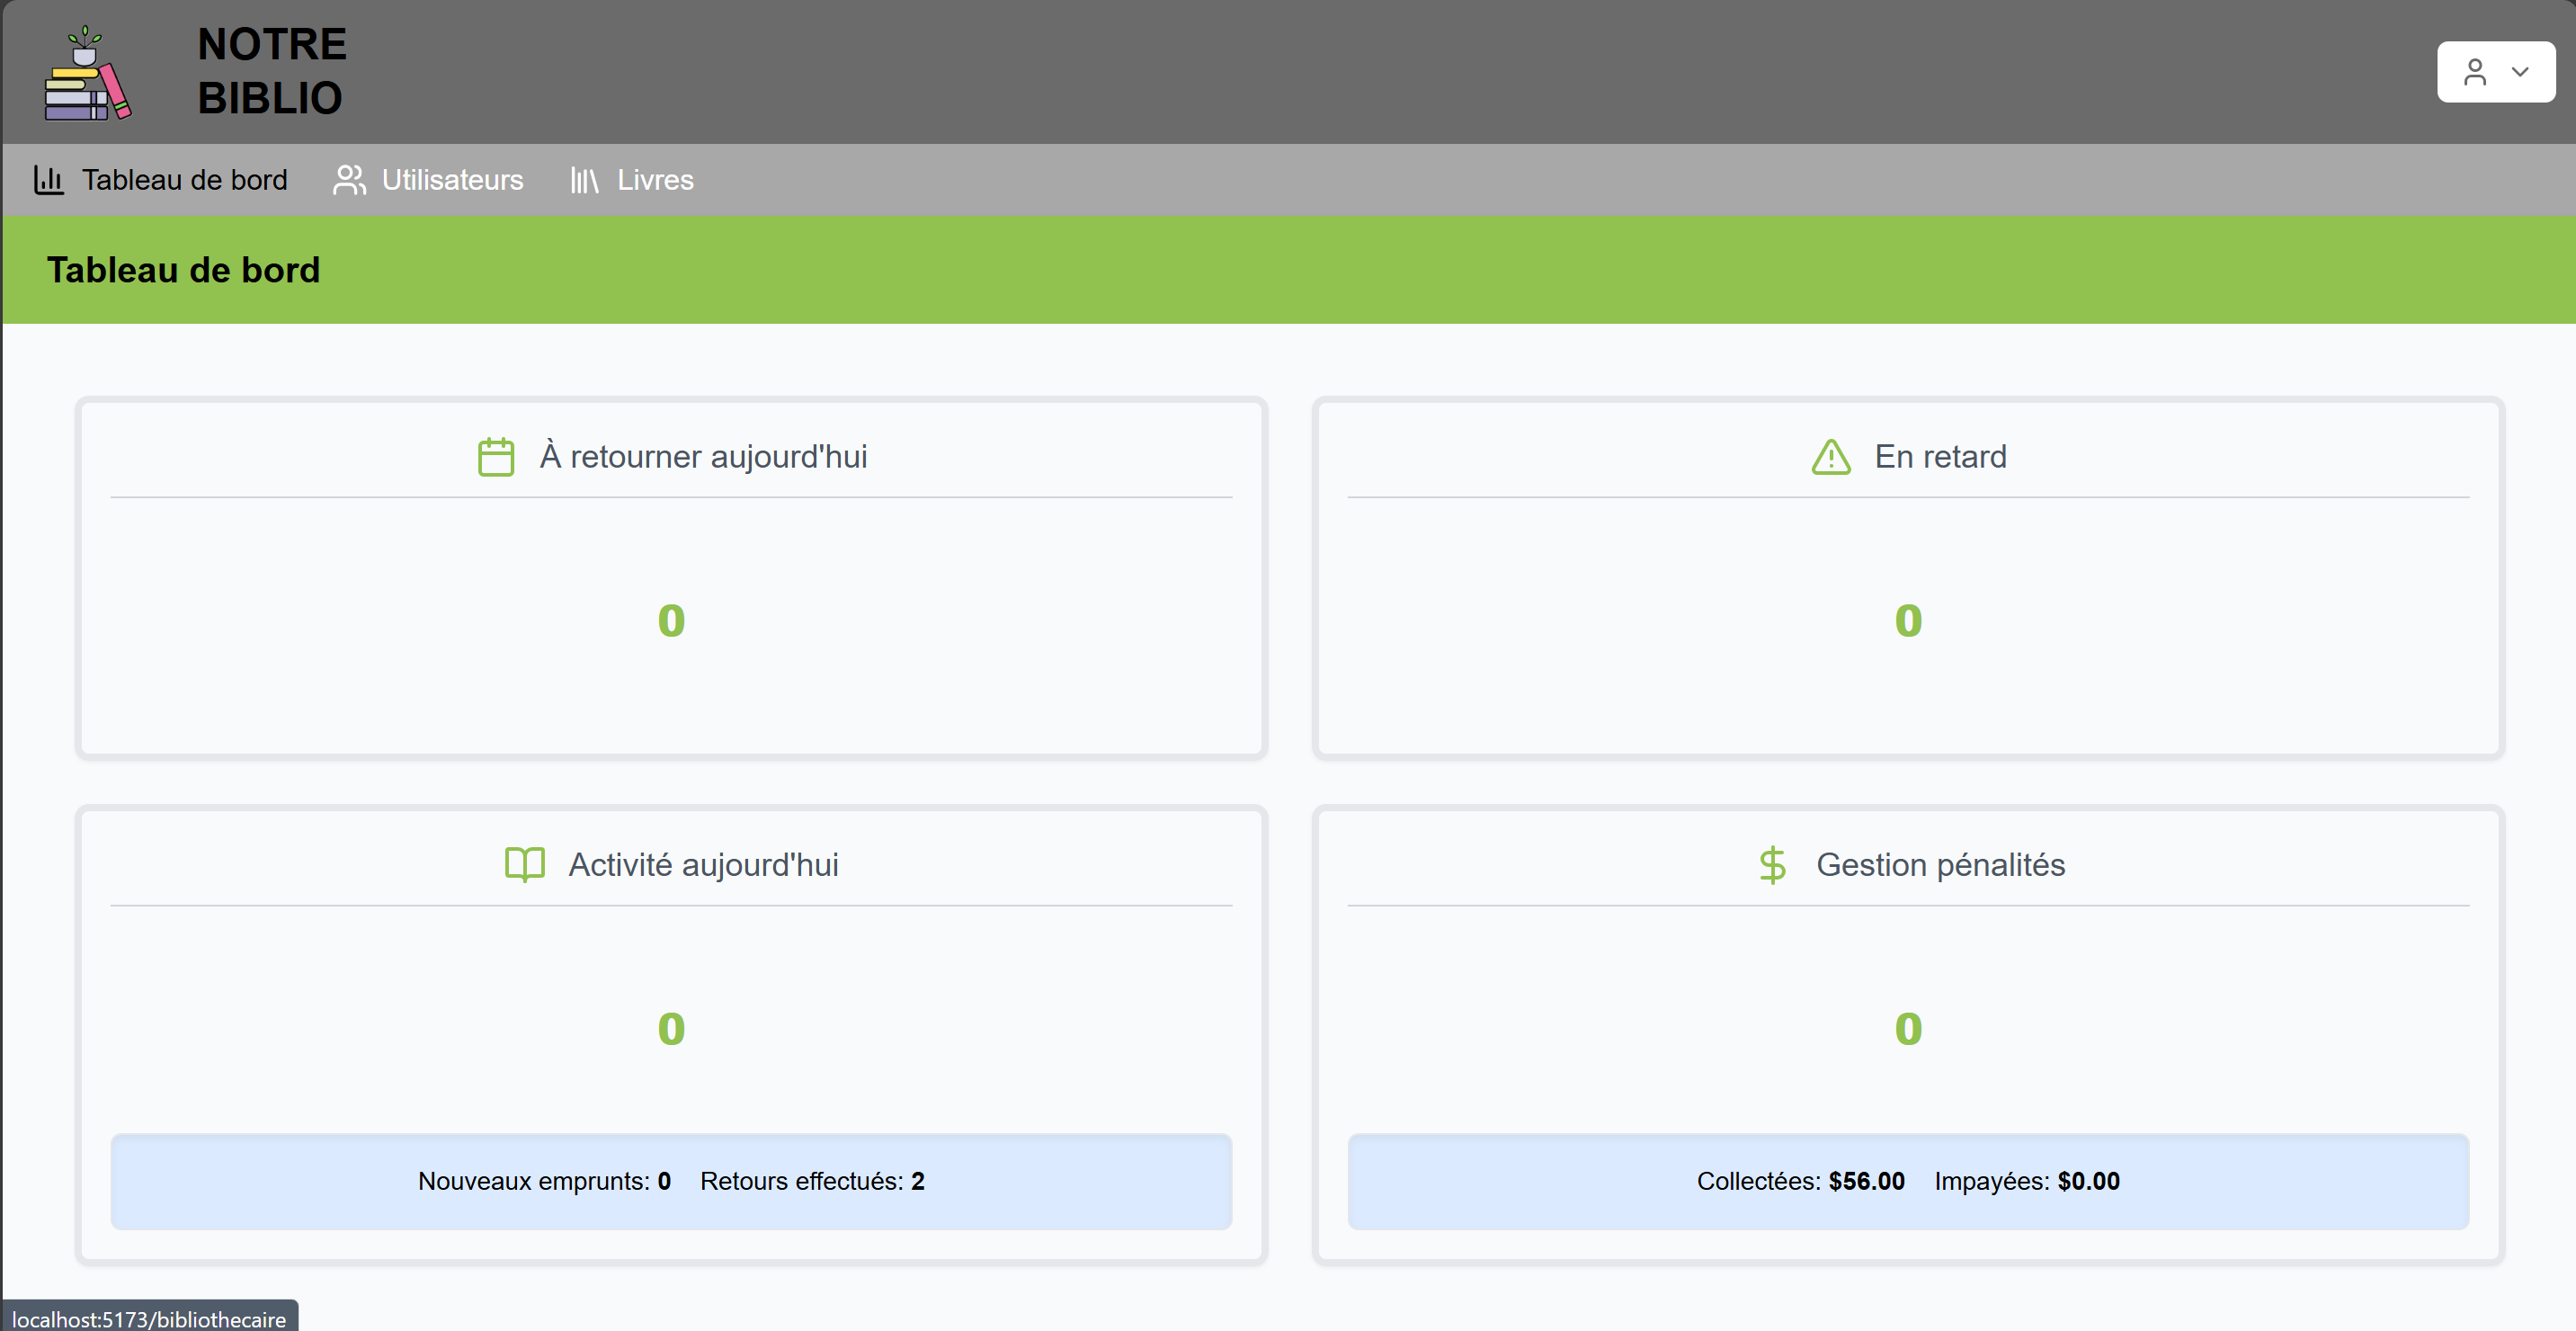 NOTRE
BIBLIO
Tableau de bord Utilisateurs Livres
Tableau de bord
À retourner aujourd'hui
0
En retard
0
Activité aujourd'hui
0
Nouveaux emprunts: 0 Retours effectués: 2
Gestion pénalités
0
Collectées: $56.00 Impayées: $0.00
localhost:5173/bibliothecaire